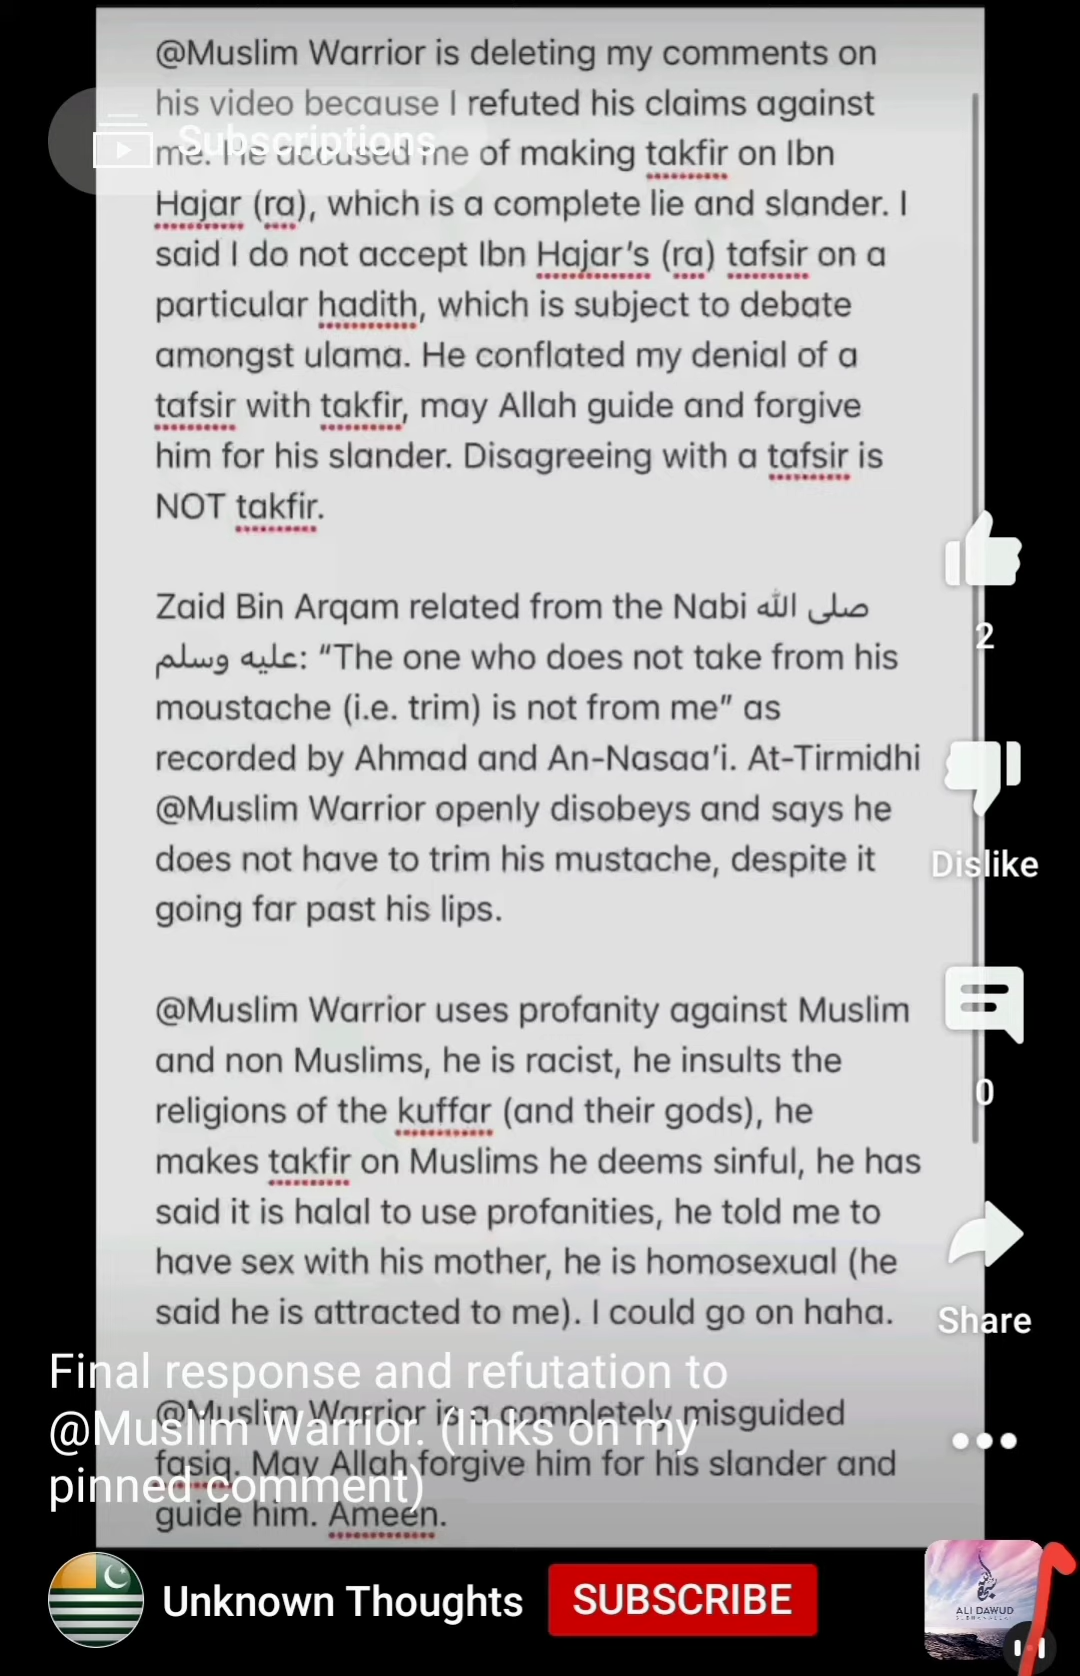 @Muslim Warrior is deleting my comments on
his video because I refuted his claims against
Subscriptions
me. He accused me of making takfir on Ibn
Hajar (ra), which is a complete lie and slander. I
said I do not accept Ibn Hajar's (ra) tafsir on a
particular hadith, which is subject to debate
amongst ulama. He conflated my denial of a
tafsir with takfir, may Allah guide and forgive
him for his slander. Disagreeing with a tafsir is
NOT takfir.
Zaid Bin Arqam related from the Nabi صلى الله
عليه وسلم: "The one who does not take from his
moustache (i.e. trim) is not from me" as
recorded by Ahmad and An-Nasaa'i. At-Tirmidhi
@Muslim Warrior openly disobeys and says he
does not have to trim his mustache, despite it
going far past his lips.
@Muslim Warrior uses profanity against Muslim
and non Muslims, he is racist, he insults the
religions of the kuffar (and their gods), he
makes takfir on Muslims he deems sinful, he has
said it is halal to use profanities, he told me to
have sex with his mother, he is homosexual (he
said he is attracted to me). I could go on haha.
@Muslim Warrior is a completely misguided
fasiq. May Allah forgive him for his slander and
guide him. Ameen.
2
Dislike
0
Share
Final response and refutation to
@Muslim Warrior. (links on my
pinned comment)
Unknown Thoughts
SUBSCRIBE
ALI DAWUD